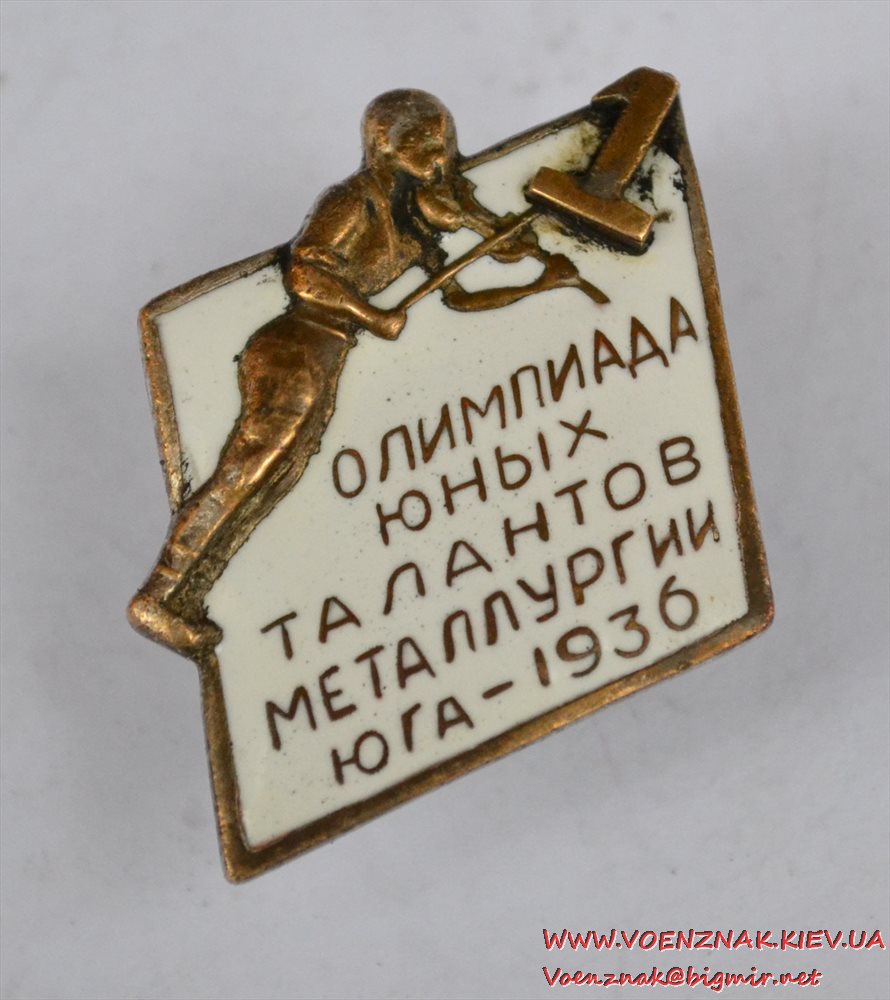 1
ОЛИМПИАДА
ЮНЫХ
ТАЛАНТОВ
МЕТАЛЛУРГИИ
ЮГА - 1936
WWW.VOENZNAK.KIEV.UA
Voenznak@bigmir.net